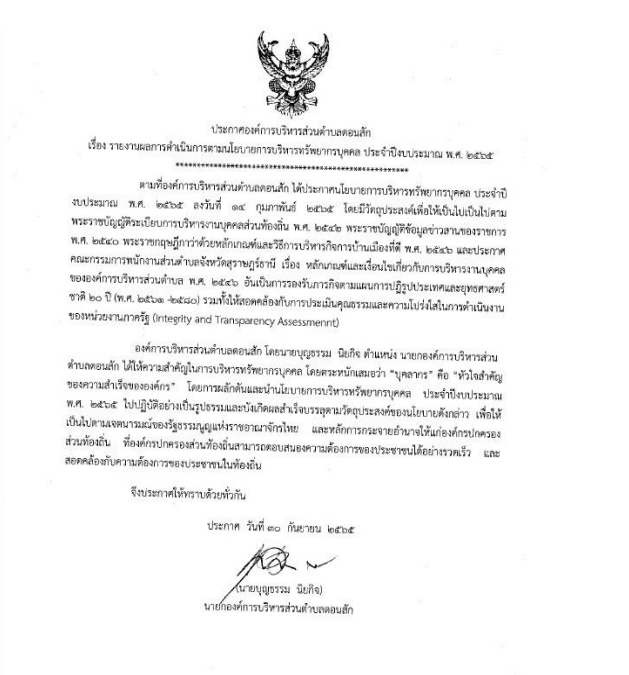 ประกาศองค์การบริหารส่วนตำบลดอนสัก
เรื่อง รายงานผลการดำเนินการตามนโยบายการบริหารทรัพยากรบุคคล ประจำปีงบประมาณ พ.ศ. ๒๕๖๕
********************************************************
ตามที่องค์การบริหารส่วนตำบลดอนสัก ได้ประกาศนโยบายการบริหารทรัพยากรบุคคล ประจำปี
งบประมาณ พ.ศ. ๒๕๖๕ ลงวันที่ ๑๔ กุมภาพันธ์ ๒๕๖๕ โดยมีวัตถุประสงค์เพื่อให้เป็นไปเป็นไปตาม
พระราชบัญญัติระเบียบการบริหารงานบุคคลส่วนท้องถิ่น พ.ศ. ๒๕๔๒ พระราชบัญญัติข้อมูลข่าวสารของราชการ
พ.ศ. ๒๕๔๐ พระราชกฤษฎีกาว่าด้วยหลักเกณฑ์และวิธีการบริหารกิจการบ้านเมืองที่ดี พ.ศ. ๒๕๔๖ และประกาศ
คณะกรรมการพนักงานส่วนตำบลจังหวัดสุราษฎร์ธานี เรื่อง หลักเกณฑ์และเงื่อนไขเกี่ยวกับการบริหารงานบุคคล
ขององค์การบริหารส่วนตำบล พ.ศ. ๒๕๔๖ อันเป็นการรองรับภารกิจตามแผนการปฏิรูปประเทศและยุทธศาสตร์
ชาติ ๒๐ ปี (พ.ศ. ๒๕๖๑ -๒๕๘๐) รวมทั้งให้สอดคล้องกับการประเมินคุณธรรมและความโปร่งใสในการดำเนินงาน
ของหน่วยงานภาครัฐ (Integrity and Transparency Assessmennt)
องค์การบริหารส่วนตำบลดอนสัก โดยนายบุญธรรม นิยกิจ ตำแหน่ง นายกองค์การบริหารส่วน
ตำบลดอนสัก ได้ให้ความสำคัญในการบริหารทรัพยากรบุคคล โดยตระหนักเสมอว่า "บุคลากร" คือ "หัวใจสำคัญ
ของความสำเร็จขององค์กร" โดยการผลักดันและนำนโยบายการบริหารทรัพยากรบุคคล ประจำปีงบประมาณ
พ.ศ. ๒๕๖๕ ไปปฏิบัติอย่างเป็นรูปธรรมและบังเกิดผลสำเร็จบรรลุตามวัตถุประสงค์ของนโยบายดังกล่าว เพื่อให้
เป็นไปตามเจตนารมณ์ของรัฐธรรมนูญแห่งราชอาณาจักรไทย และหลักการกระจายอำนาจให้แก่องค์กรปกครอง
ส่วนท้องถิ่น ที่องค์กรปกครองส่วนท้องถิ่นสามารถตอบสนองความต้องการของประชาชนได้อย่างรวดเร็ว และ
สอดคล้องกับความต้องการของประชาชนในท้องถิ่น
จึงประกาศให้ทราบด้วยทั่วกัน
ประกาศ วันที่ ๓๐ กันยายน ๒๕๖๕
(นายบุญธรรม นิยกิจ)
นายกองค์การบริหารส่วนตำบลดอนสัก